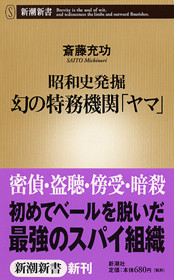 新潮新書
Brevity is the soul of wit,
and tediousness the limbs and outward flourishes.
斎藤充功
SAITO Michinori
昭和史発掘
幻の特務機関「ヤマ」
密偵・盗聴・傍受・暗殺
初めてベールを脱いだ
最強のスパイ組織
新潮新書
新刊
新潮社
定価:本体680円(税別)